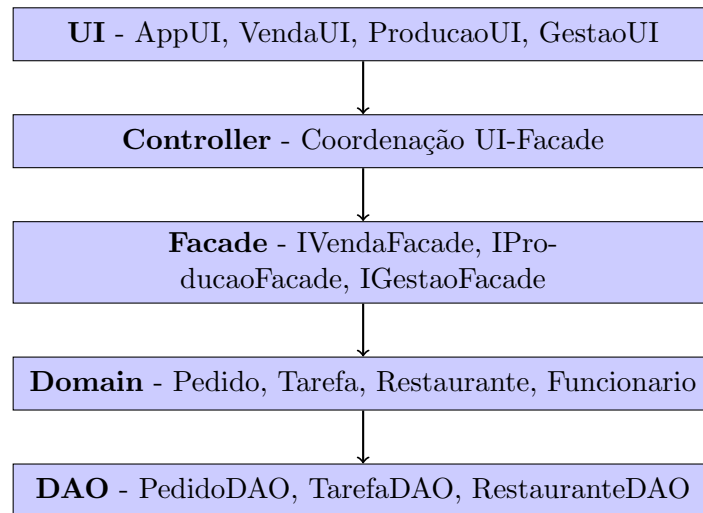 UI - AppUI, VendaUI, ProducaoUI, GestaoUI
Controller - Coordenação UI-Facade
Facade - IVendaFacade, IPro-
ducaoFacade, IGestaoFacade
Domain - Pedido, Tarefa, Restaurante, Funcionario
DAO - PedidoDAO, TarefaDAO, RestauranteDAO